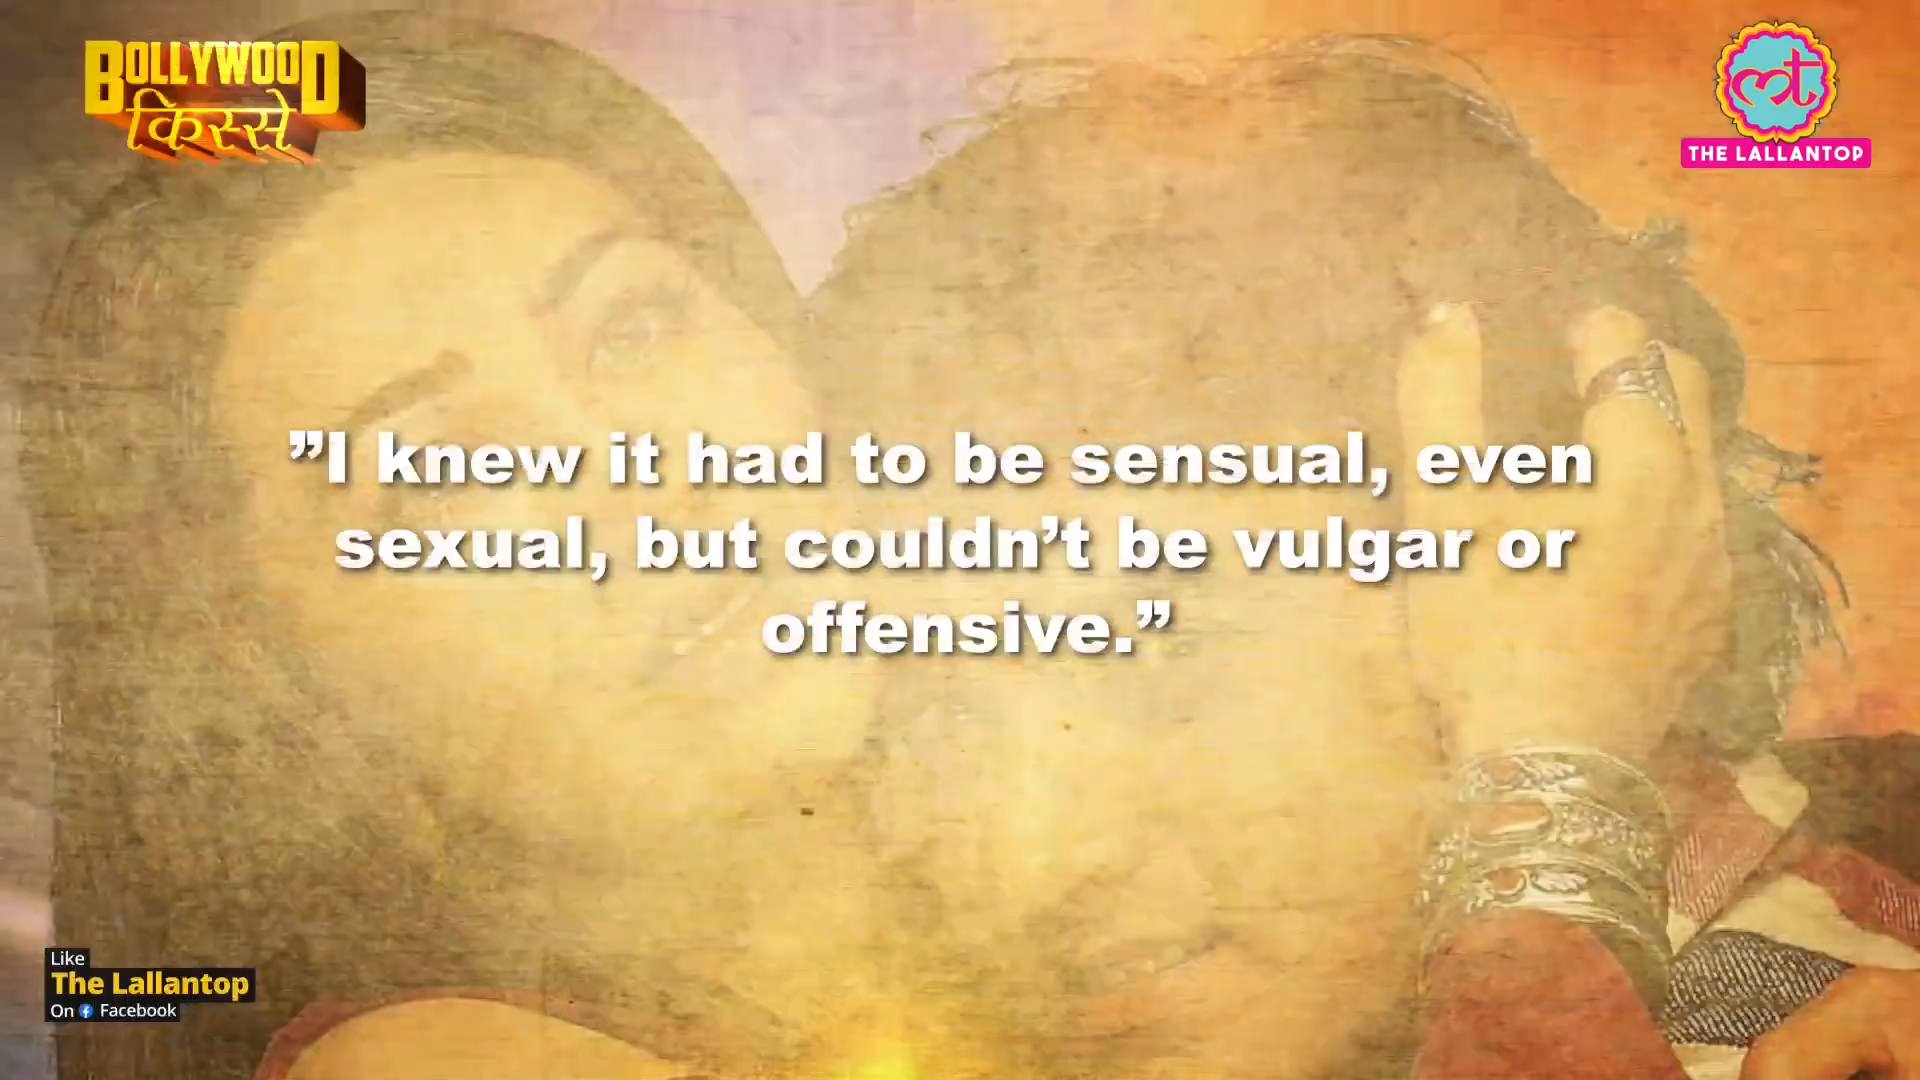 BOLLYWOOD
किस्से
THE LALLANTOP
”I knew it had to be sensual, even
sexual, but couldn’t be vulgar or
offensive.”
Like
The Lallantop
On Facebook